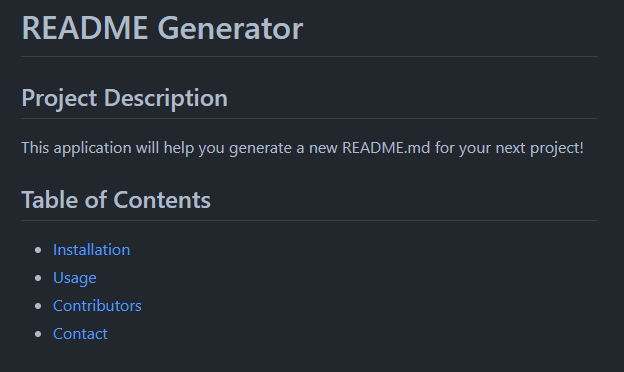 README Generator
Project Description
This application will help you generate a new README.md for your next project!
Table of Contents
Installation
Usage
Contributors
Contact